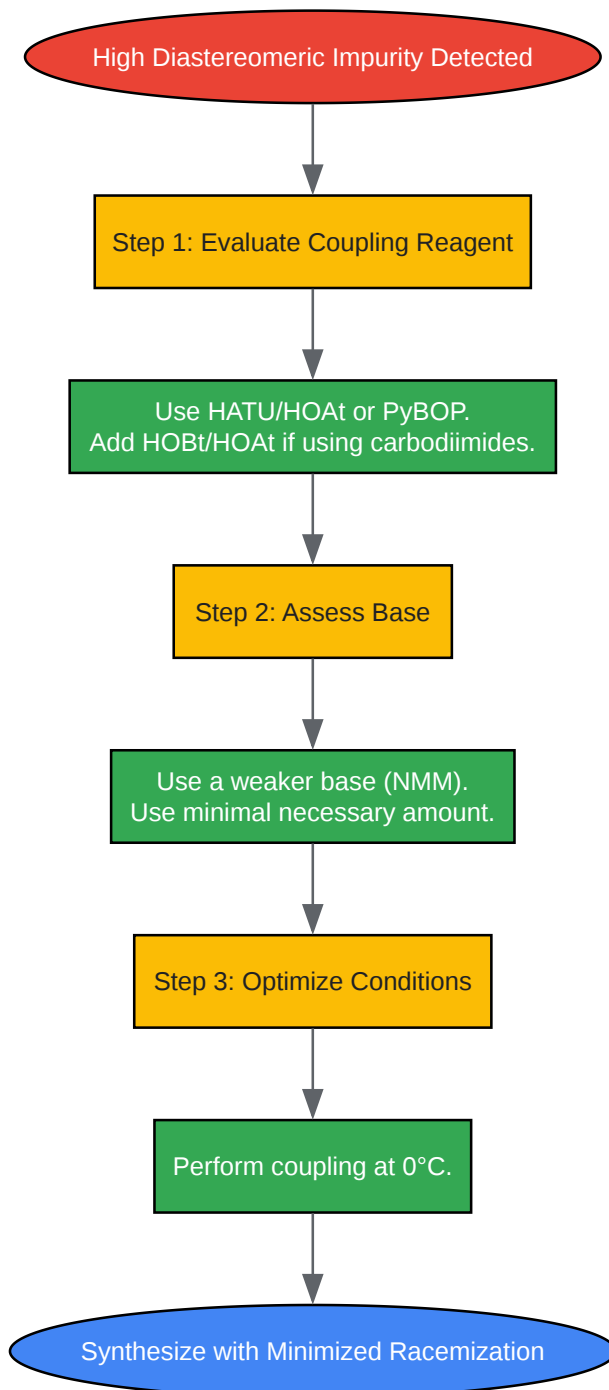 High Diastereomeric Impurity Detected
Step 1: Evaluate Coupling Reagent
Use HATU/HOAt or PyBOP.
Add HOBt/HOAt if using carbodiimides.
Step 2: Assess Base
Use a weaker base (NMM).
Use minimal necessary amount.
Step 3: Optimize Conditions
Perform coupling at 0°C.
Synthesize with Minimized Racemization